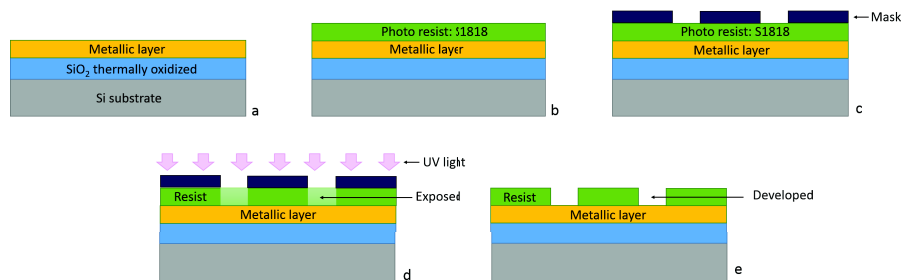 Metallic layer
SiO2 thermally oxidized
Si substrate
a
Photo resist: S1818
Metallic layer
b
Mask
Photo resist: S1818
Metallic layer
c
UV light
Resist
Exposed
Metallic layer
d
Resist
Developed
Metallic layer
e